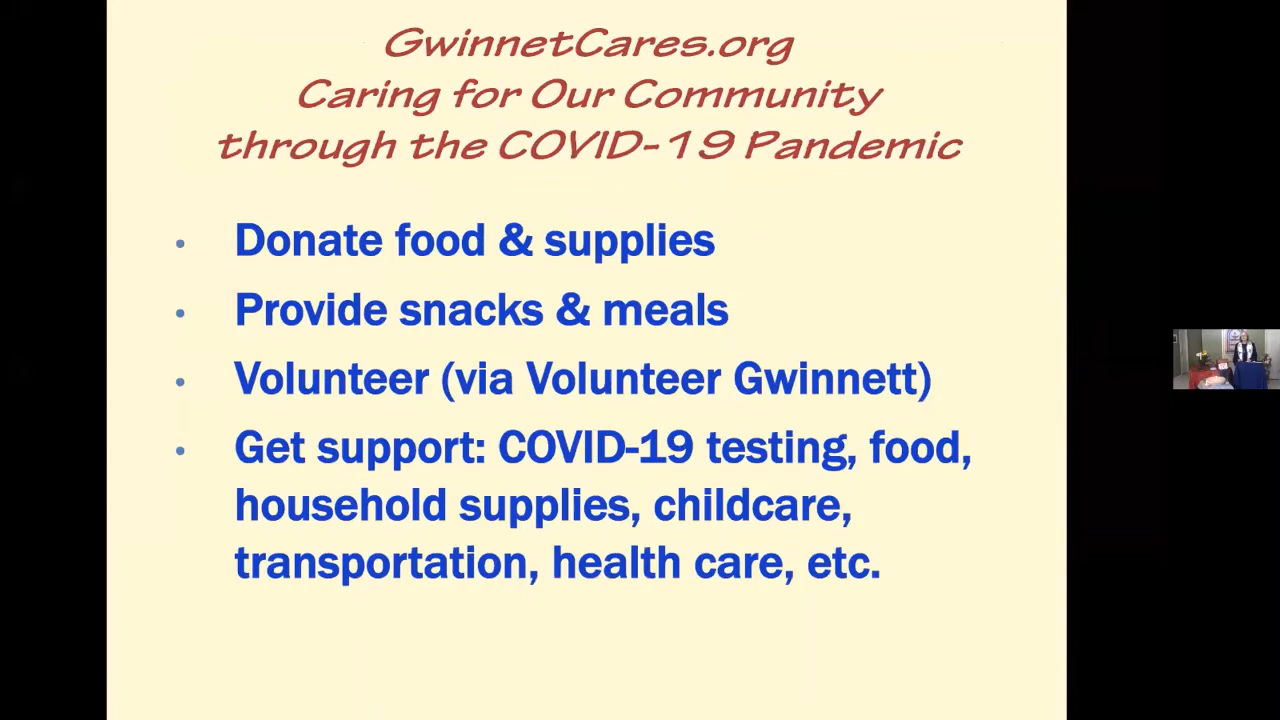 GwinnetCares.org
Caring for Our Community
through the COVID-19 Pandemic
• Donate food & supplies
• Provide snacks & meals
• Volunteer (via Volunteer Gwinnett)
• Get support: COVID-19 testing, food,
household supplies, childcare,
transportation, health care, etc.